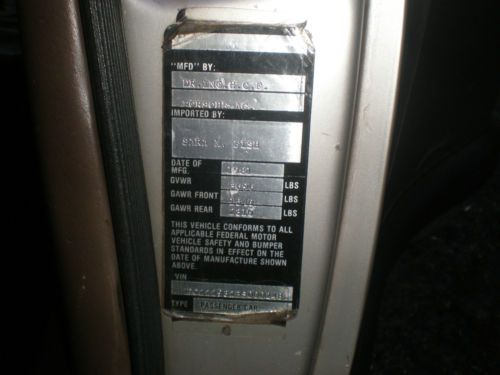 "MFD" BY:
DR.ING.H.C.F.
PORSCHE AG.
IMPORTED BY:
SARA
DATE OF
MFG. 1981
GVWR LBS
GAWR FRONT LBS
GAWR REAR LBS
THIS VEHICLE CONFORMS TO ALL
APPLICABLE FEDERAL MOTOR
VEHICLE SAFETY AND BUMPER
STANDARDS IN EFFECT ON THE
DATE OF MANUFACTURE SHOWN
ABOVE.
VIN
TYPE PASSENGER CAR